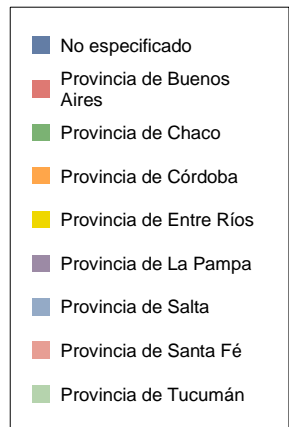 No especificado
Provincia de Buenos
Aires
Provincia de Chaco
Provincia de Córdoba
Provincia de Entre Ríos
Provincia de La Pampa
Provincia de Salta
Provincia de Santa Fé
Provincia de Tucumán